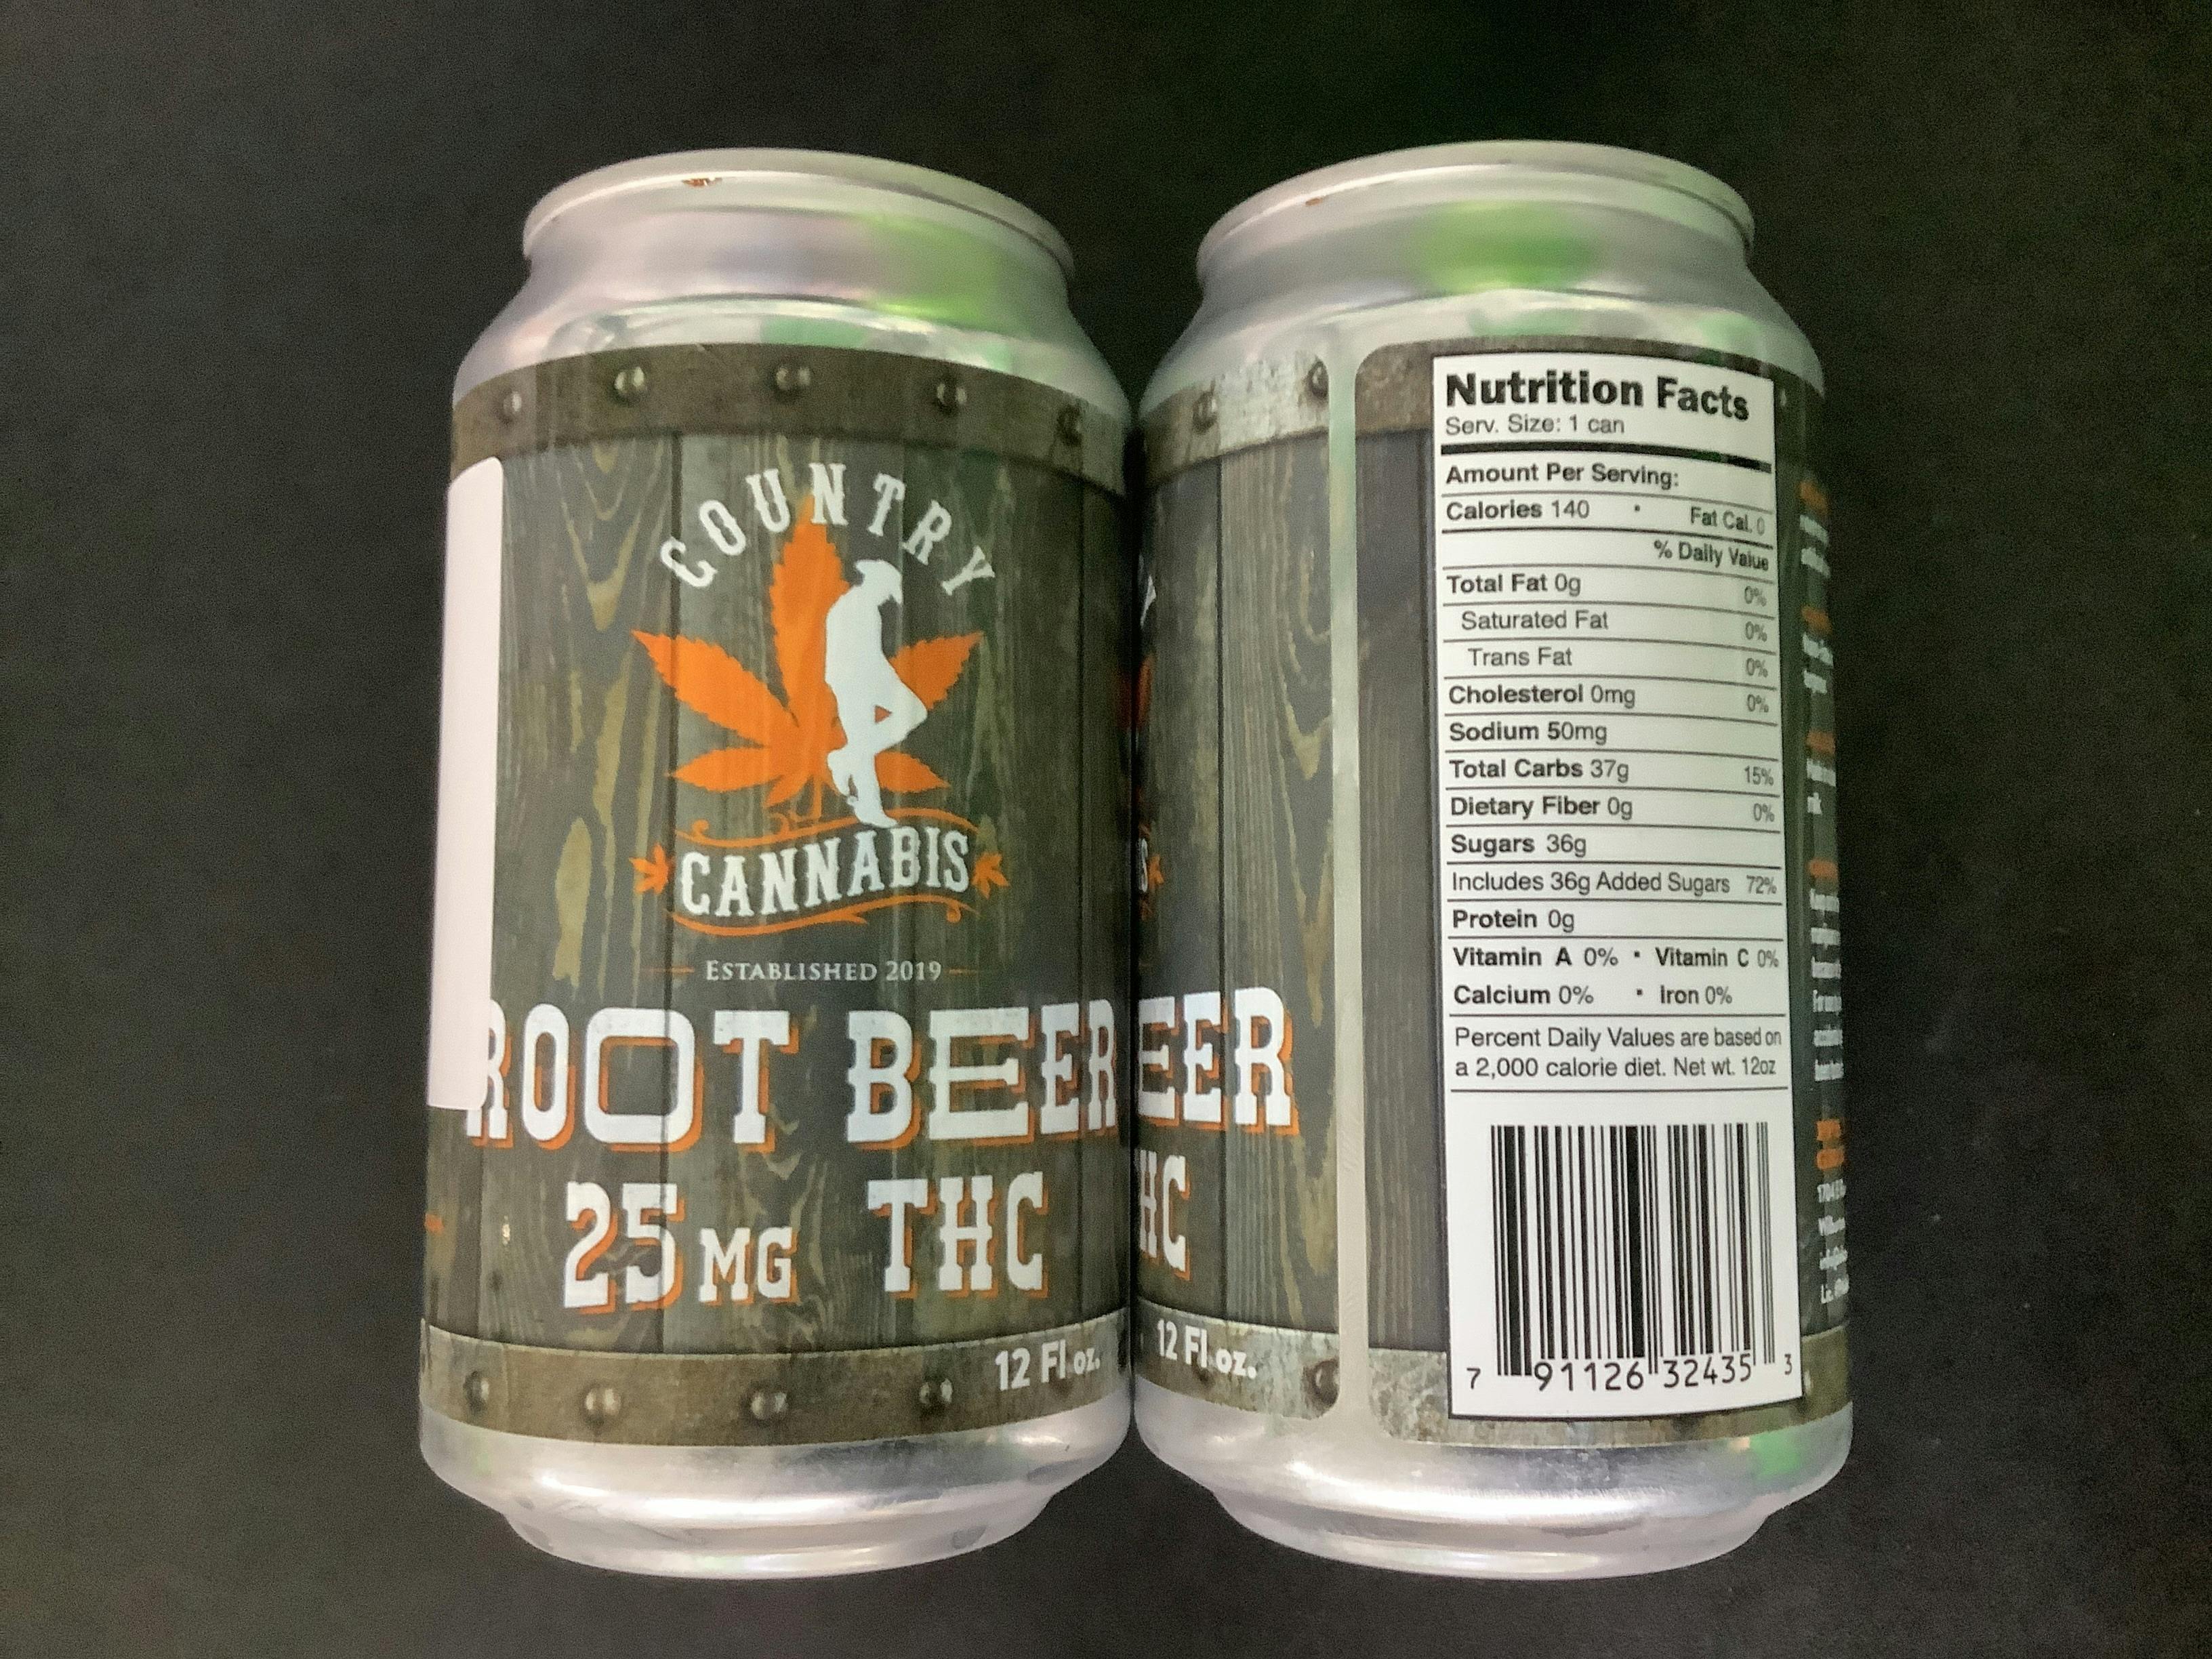 COUNTRY
CANNABIS
ESTABLISHED 2019
ROOT BEER
25 MG THC
12 Fl oz.
EER
HC
12 Fl oz.
Nutrition Facts
Serv. Size: 1 can
Amount Per Serving:
Calories 140 • Fat Cal. 0
% Daily Value
Total Fat 0g 0%
Saturated Fat 0%
Trans Fat 0%
Cholesterol 0mg 0%
Sodium 50mg
Total Carbs 37g 15%
Dietary Fiber 0g 0%
Sugars 36g
Includes 36g Added Sugars 72%
Protein 0g
Vitamin A 0% • Vitamin C 0%
Calcium 0% • Iron 0%
Percent Daily Values are based on
a 2,000 calorie diet. Net wt. 12oz
7 91126 32435 3